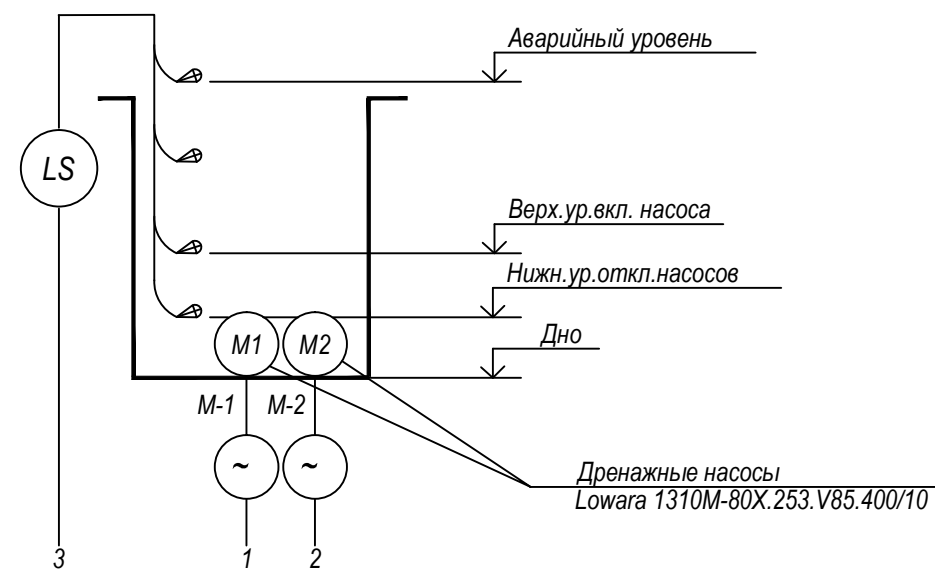 Аварийный уровень
LS
Верх.ур.вкл. насоса
Нижн.ур.откл.насосов
Дно
M1
M2
М-1
М-2
~
~
Дренажные насосы
Lowara 1310M-80X.253.V85.400/10
3
1
2